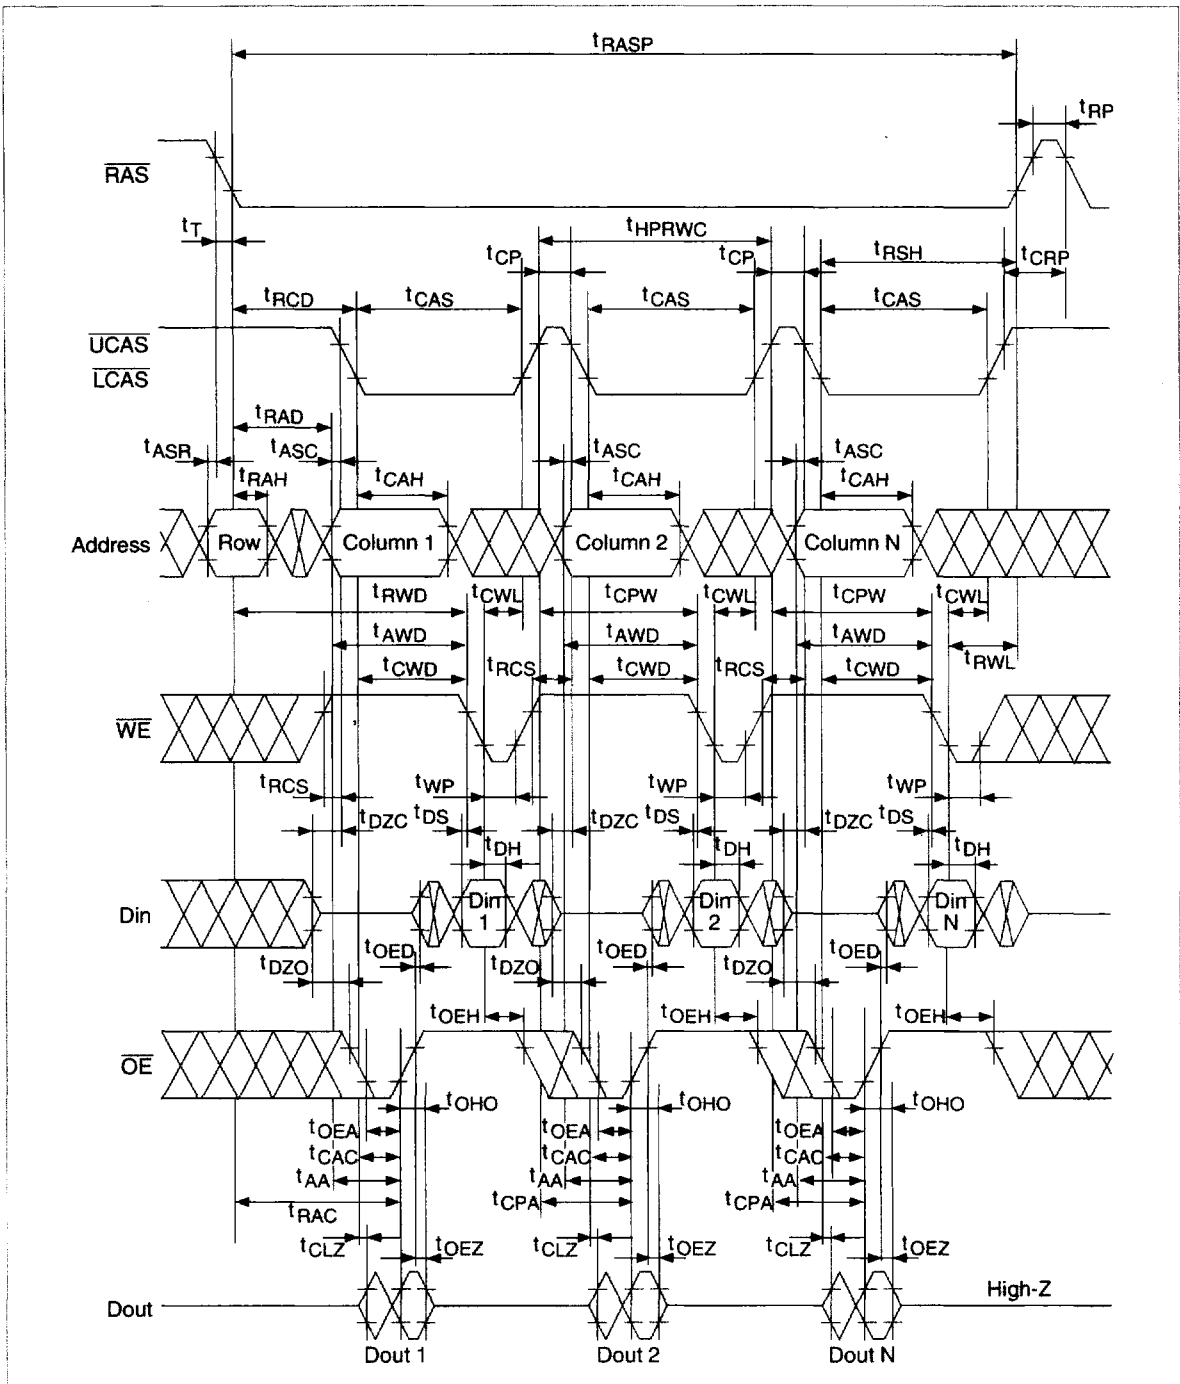 tRASP
tRP
RAS
tT
tHPRWC
tCP
tCP
tRSH
tCRP
tRCD
tCAS
tCAS
tCAS
UCAS
LCAS
tRAD
tASR
tASC
tASC
tASC
tRAH
tCAH
tCAH
tCAH
Address
Row
Column 1
Column 2
Column N
tRWD
tCWL
tCPW
tCWL
tCPW
tCWL
tAWD
tAWD
tAWD
tRWL
tCWD
tRCS
tCWD
tRCS
tCWD
WE
tRCS
tWP
tWP
tWP
tDZC
tDS
tDZC
tDS
tDZC
tDS
tDH
tDH
tDH
Din
Din 1
Din 2
Din N
tDZO
tOED
tDZO
tOED
tDZO
tOED
tOEH
tOEH
tOEH
OE
tOHO
tOHO
tOHO
tOEA
tOEA
tOEA
tCAC
tCAC
tCAC
tAA
tAA
tAA
tRAC
tCPA
tCPA
tCLZ
tOEZ
tCLZ
tOEZ
tCLZ
tOEZ
Dout
High-Z
Dout 1
Dout 2
Dout N